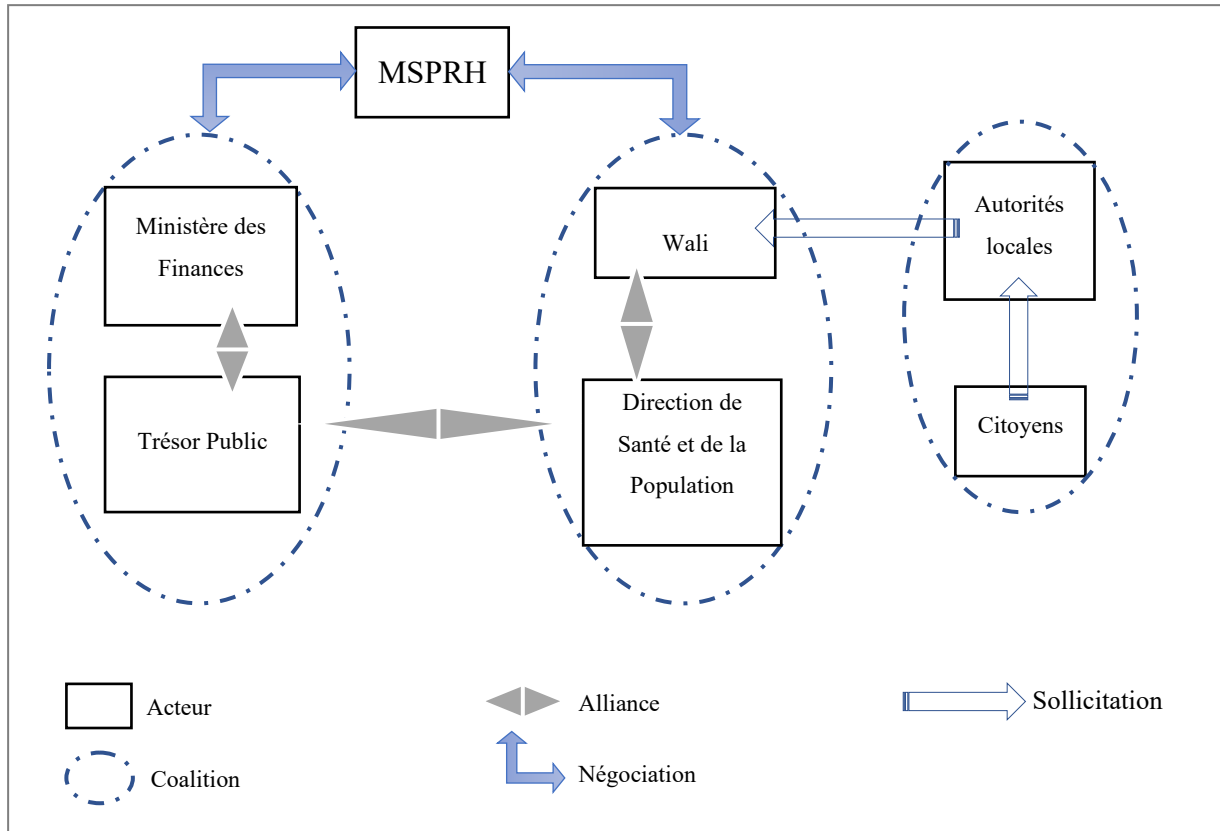 MSPRH
Ministère des
Finances
Trésor Public
Wali
Direction de
Santé et de la
Population
Autorités
locales
Citoyens
Acteur
Coalition
Alliance
Négociation
Sollicitation